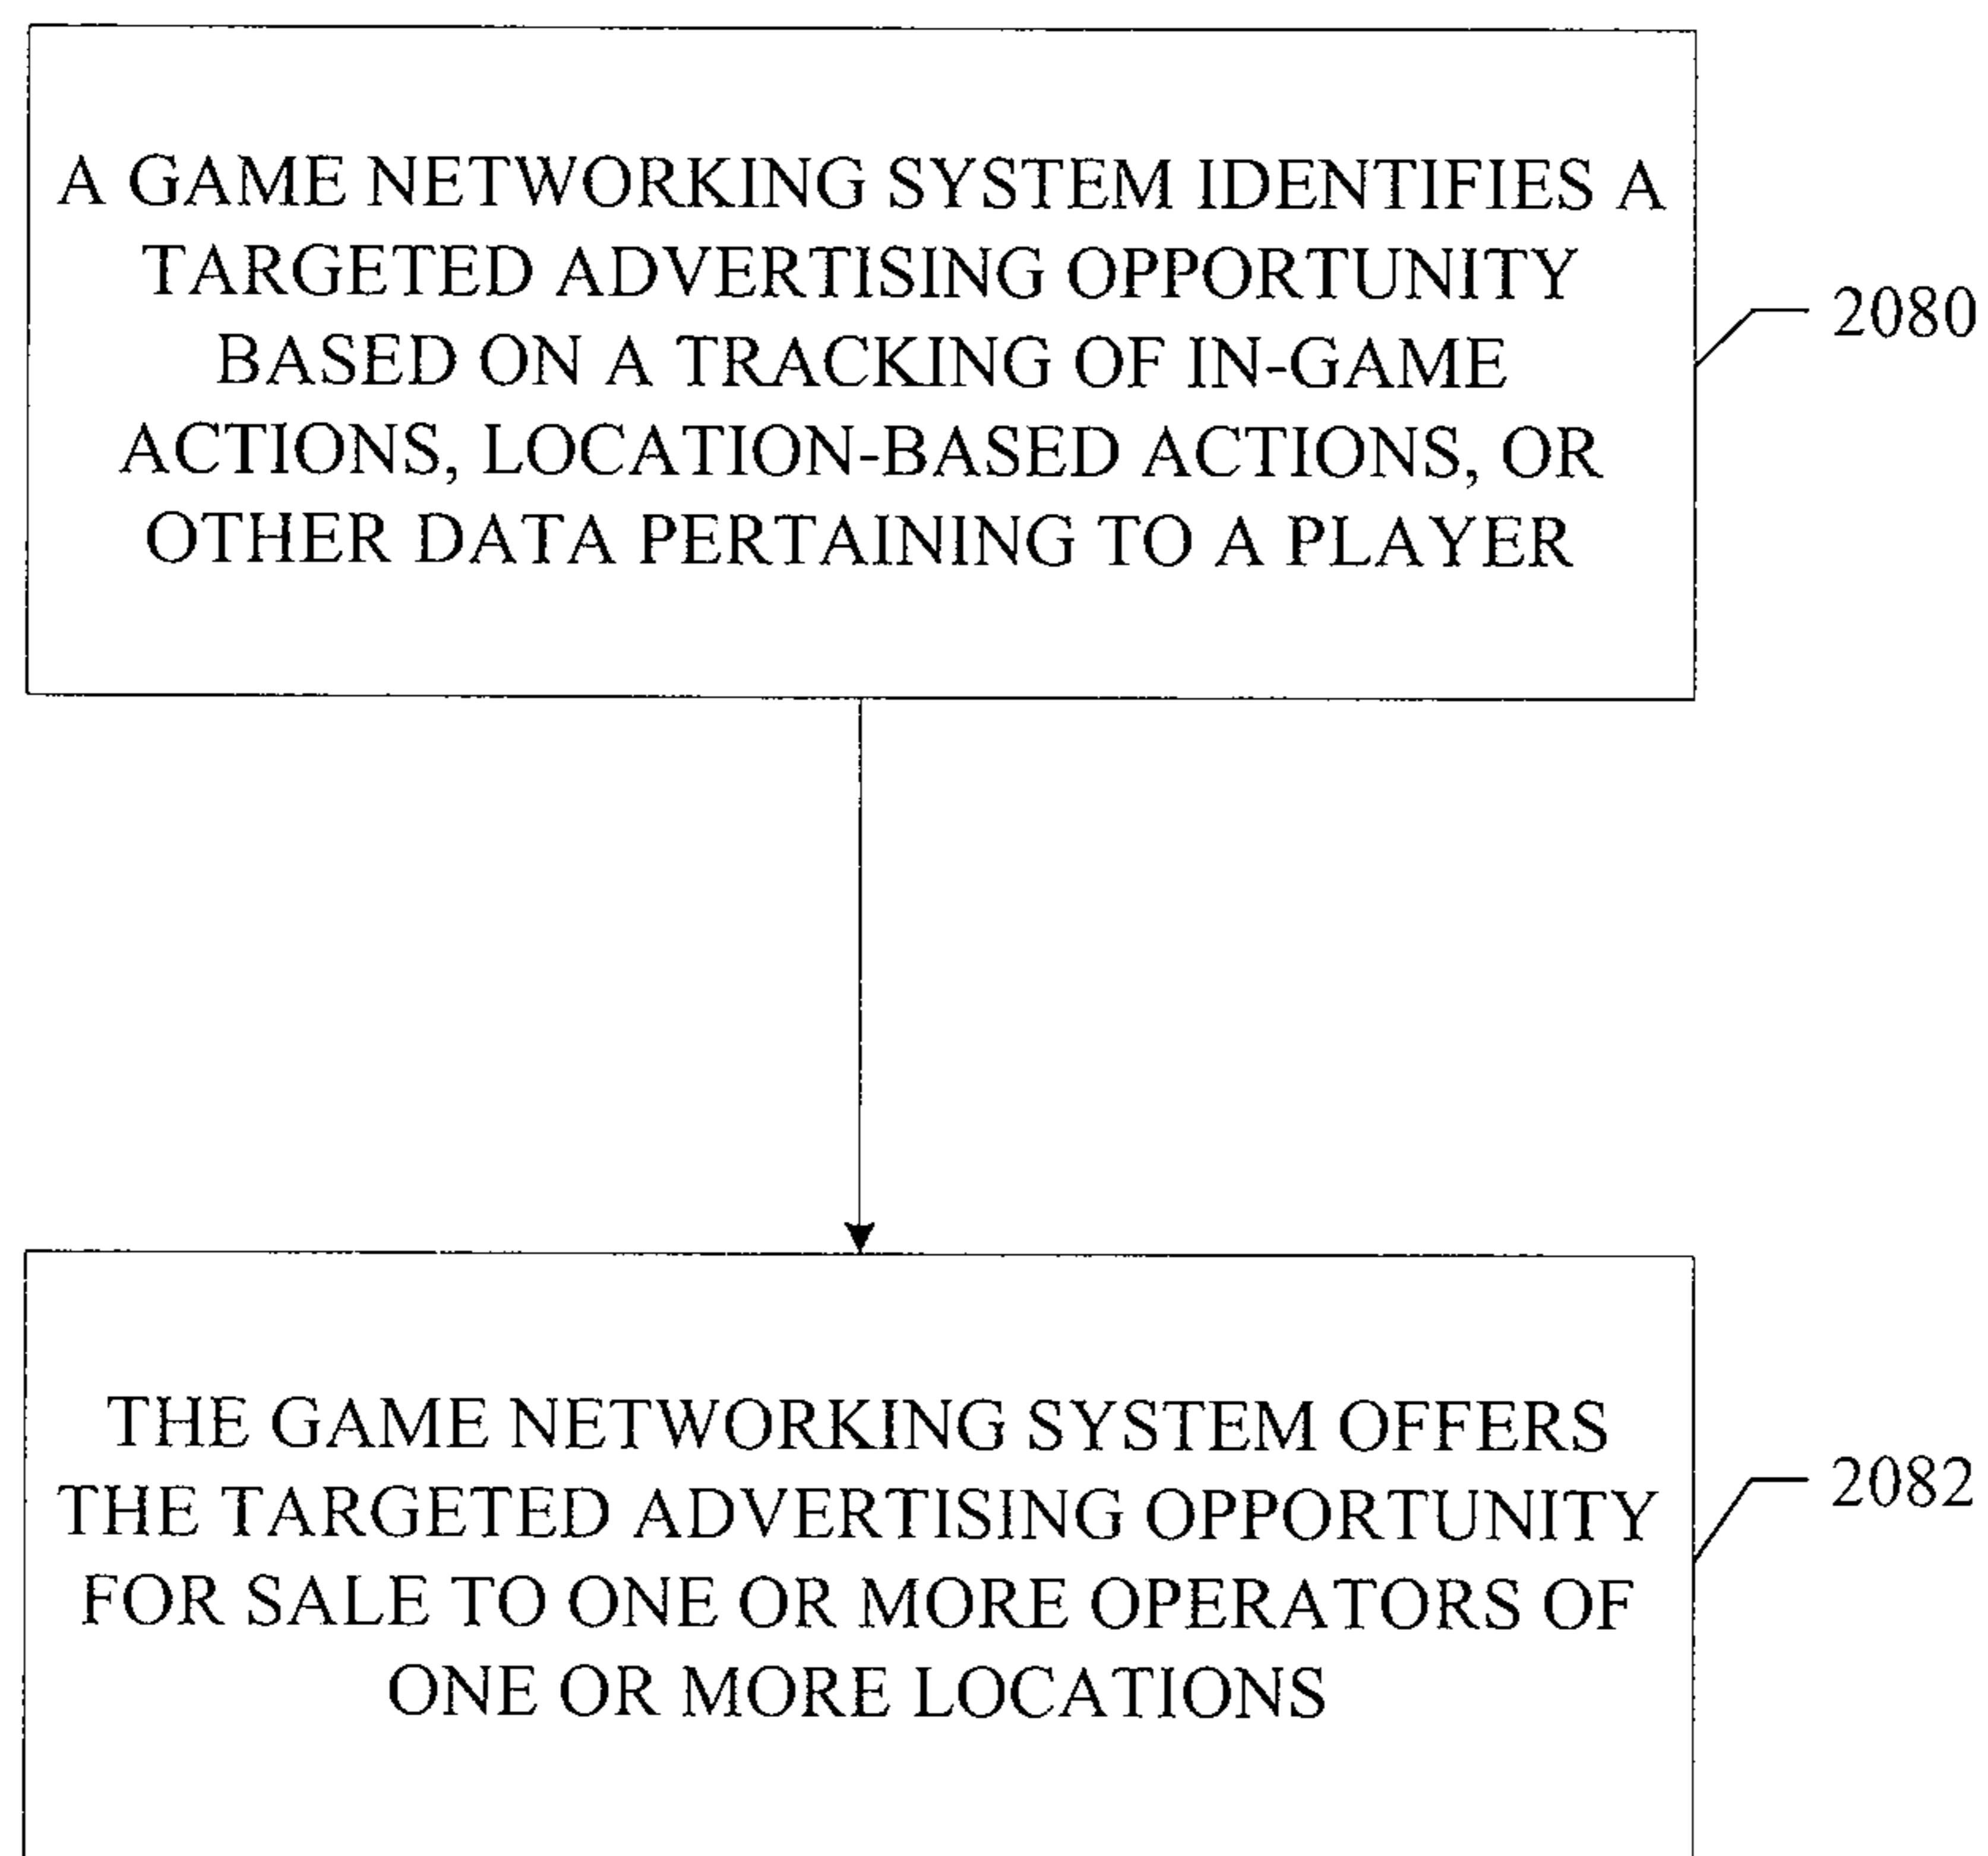 A GAME NETWORKING SYSTEM IDENTIFIES A
TARGETED ADVERTISING OPPORTUNITY
BASED ON A TRACKING OF IN-GAME
ACTIONS, LOCATION-BASED ACTIONS, OR
OTHER DATA PERTAINING TO A PLAYER
2080
THE GAME NETWORKING SYSTEM OFFERS
THE TARGETED ADVERTISING OPPORTUNITY
FOR SALE TO ONE OR MORE OPERATORS OF
ONE OR MORE LOCATIONS
2082